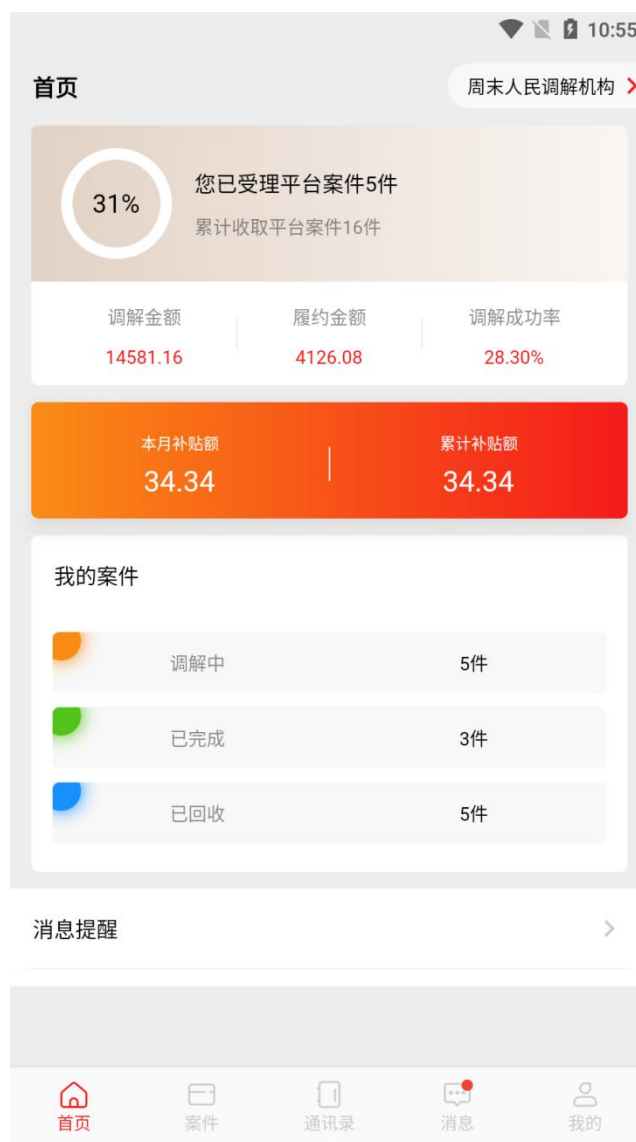 10:55
首页
周末人民调解机构
31%
您已受理平台案件5件
累计收取平台案件16件
调解金额 履约金额 调解成功率
14581.16 4126.08 28.30%
本月补贴额 累计补贴额
34.34 34.34
我的案件
调解中 5件
已完成 3件
已回收 5件
消息提醒
首页 案件 通讯录 消息 我的